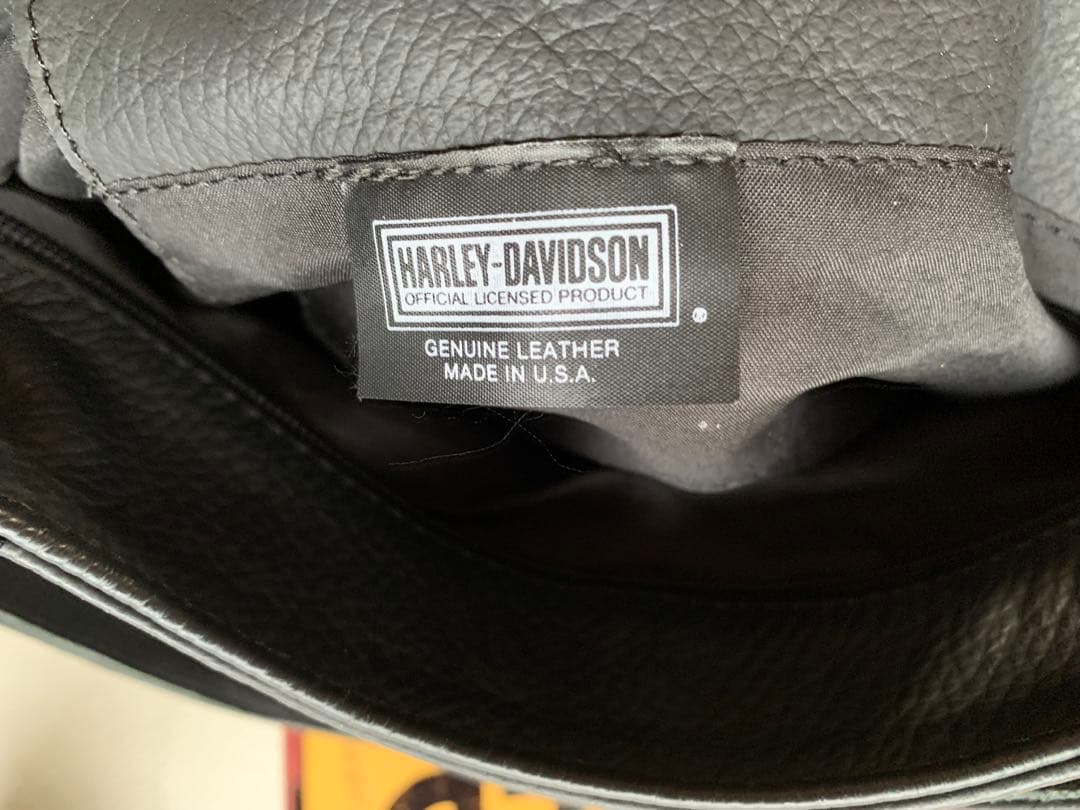 HARLEY-DAVIDSON
OFFICIAL LICENSED PRODUCT
GENUINE LEATHER
MADE IN U.S.A.